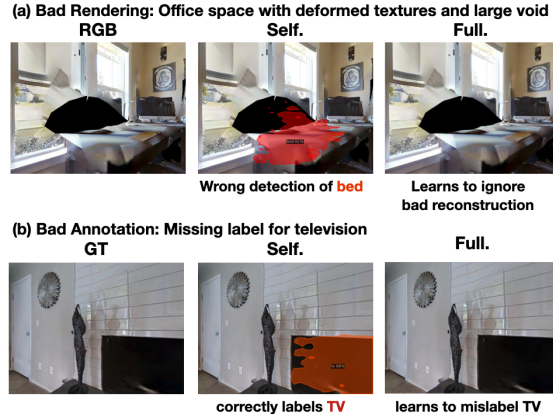 (a) Bad Rendering: Office space with deformed textures and large void
RGB Self. Full.
Wrong detection of bed Learns to ignore
bad reconstruction
(b) Bad Annotation: Missing label for television
GT Self. Full.
correctly labels TV learns to mislabel TV